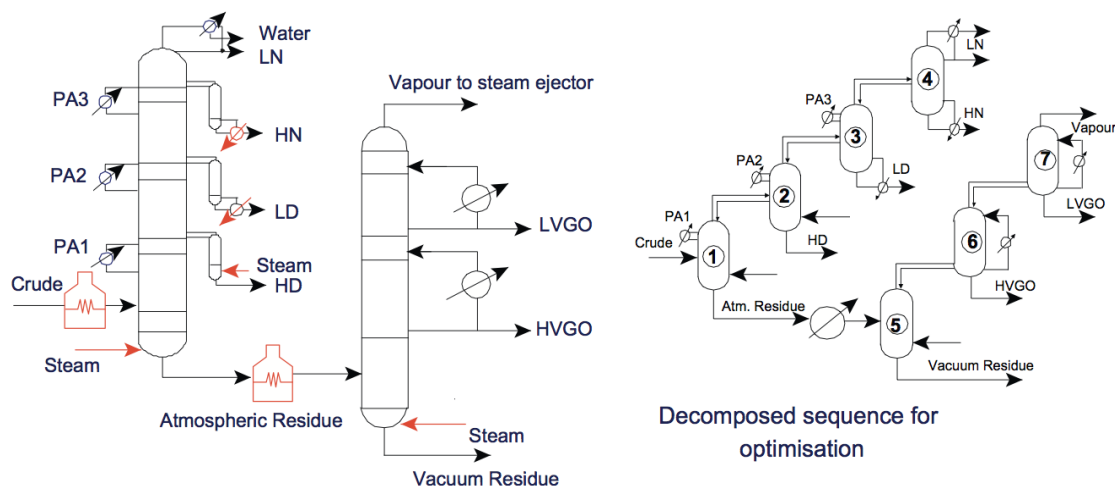 Water
LN
PA3
HN
PA2
LD
PA1
Steam
HD
Crude
Steam
Atmospheric Residue
Vapour to steam ejector
LVGO
HVGO
Steam
Vacuum Residue
LN
4
HN
PA3
3
LD
PA2
2
HD
PA1
Crude
1
Atm. Residue
Vapour
7
LVGO
6
HVGO
5
Vacuum Residue
Decomposed sequence for
optimisation